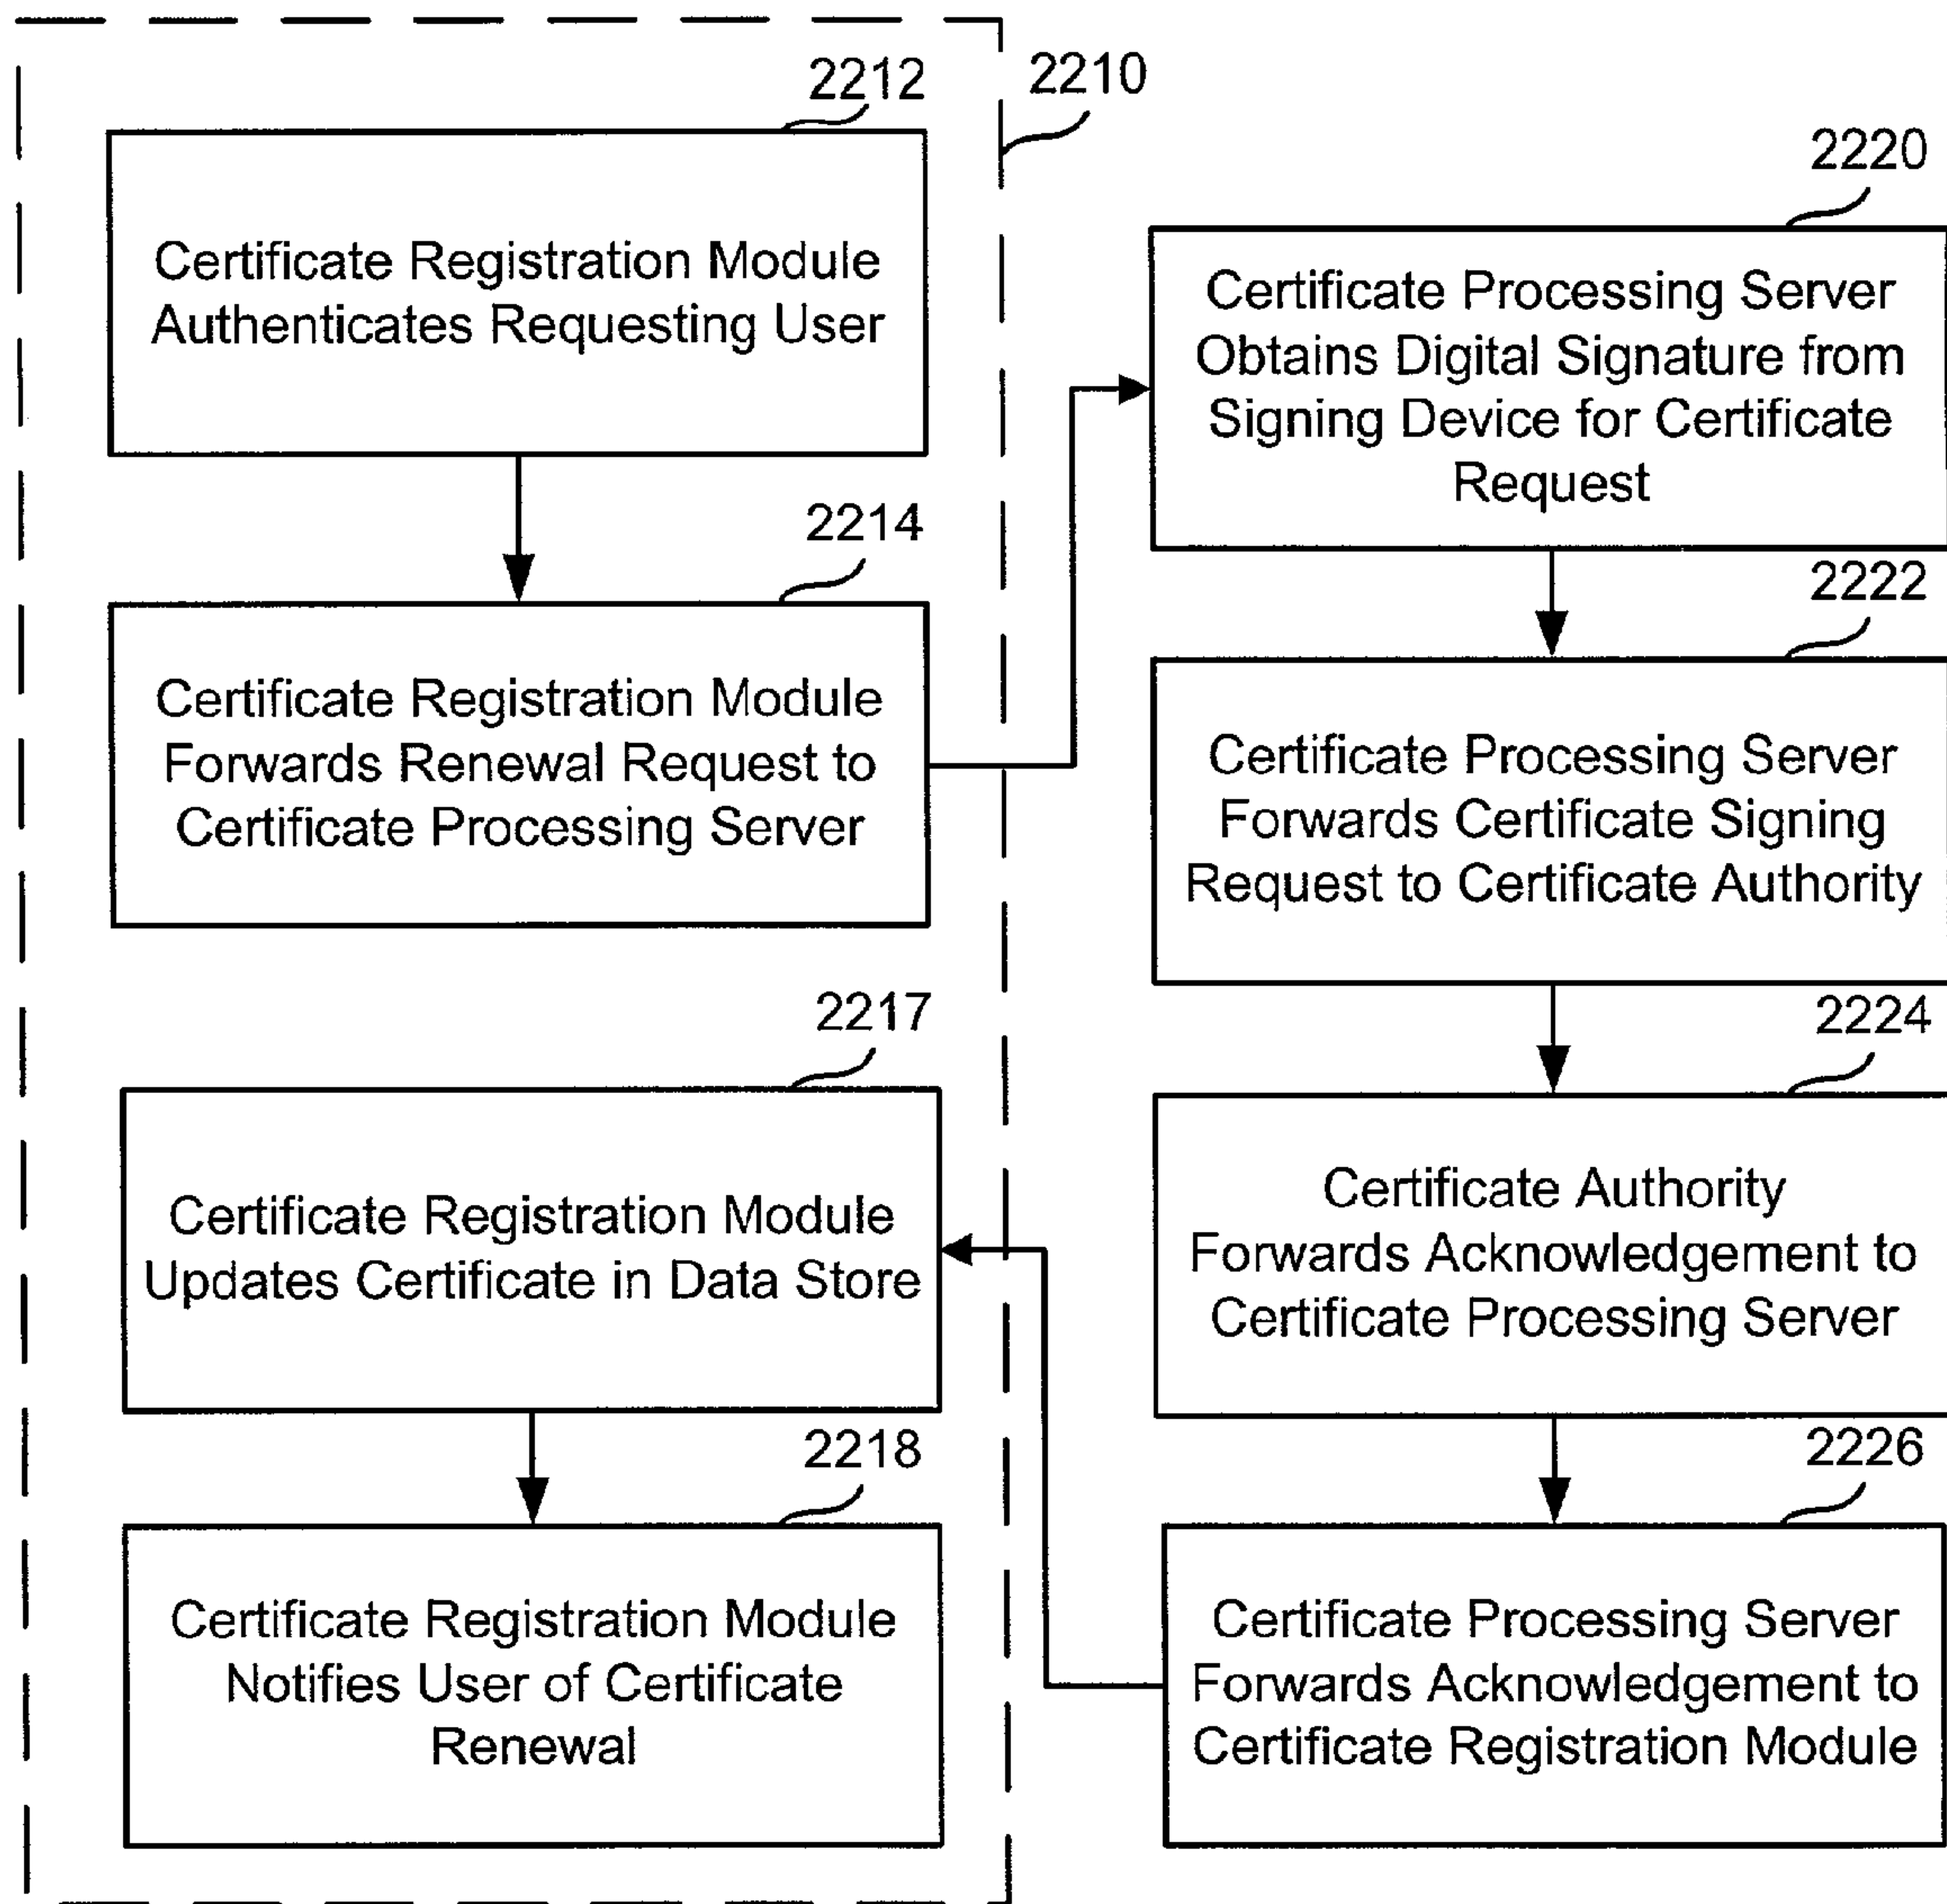 2212
2210
Certificate Registration Module
Authenticates Requesting User
2214
Certificate Registration Module
Forwards Renewal Request to
Certificate Processing Server
2217
Certificate Registration Module
Updates Certificate in Data Store
2218
Certificate Registration Module
Notifies User of Certificate
Renewal
2220
Certificate Processing Server
Obtains Digital Signature from
Signing Device for Certificate
Request
2222
Certificate Processing Server
Forwards Certificate Signing
Request to Certificate Authority
2224
Certificate Authority
Forwards Acknowledgement to
Certificate Processing Server
2226
Certificate Processing Server
Forwards Acknowledgement to
Certificate Registration Module